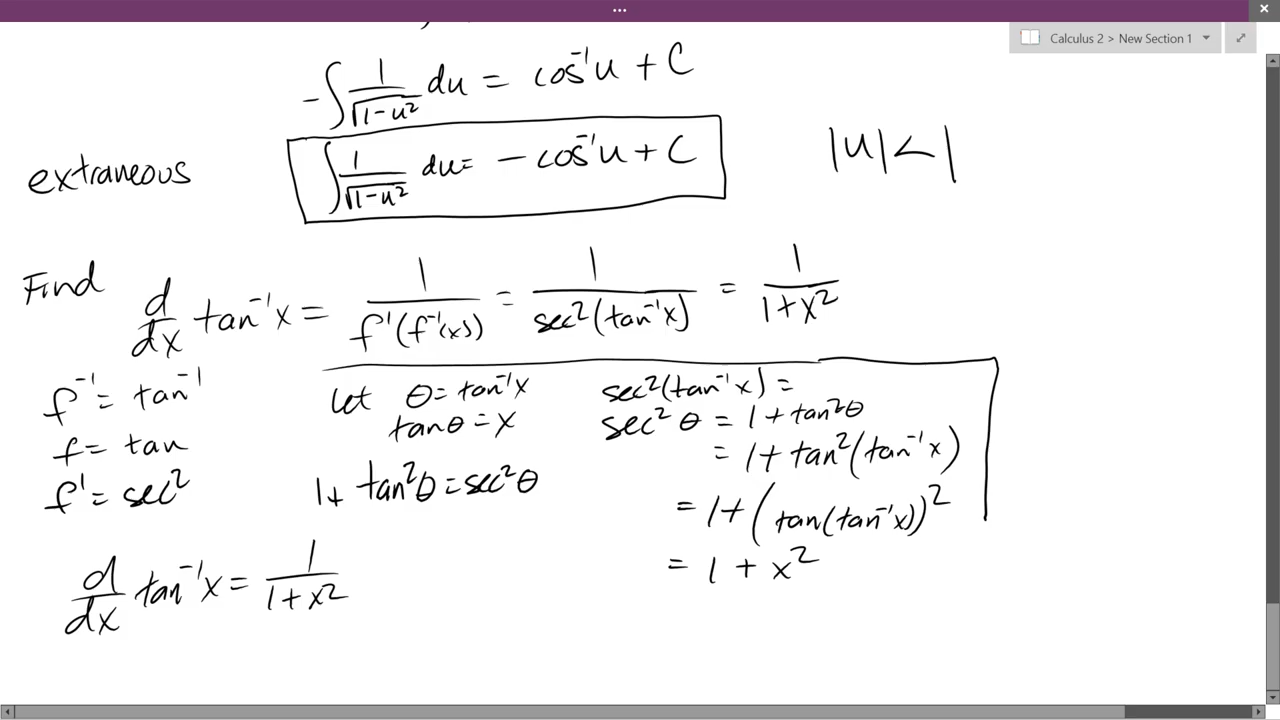 Calculus 2 > New Section 1
-∫ 1/√(1-u²) du = cos⁻¹u + C
extraneous ∫ 1/√(1-u²) du = -cos⁻¹u + C |u| < 1
Find d/dx tan⁻¹x = 1/f'(f⁻¹(x)) = 1/sec²(tan⁻¹x) = 1/(1+x²)
f⁻¹ = tan⁻¹
f = tan
f' = sec²
let θ = tan⁻¹x
tanθ = x
1 + tan²θ = sec²θ
sec²(tan⁻¹x) =
sec²θ = 1 + tan²θ
= 1 + tan²(tan⁻¹x)
= 1 + (tan(tan⁻¹x))²
= 1 + x²
d/dx tan⁻¹x = 1/(1+x²)